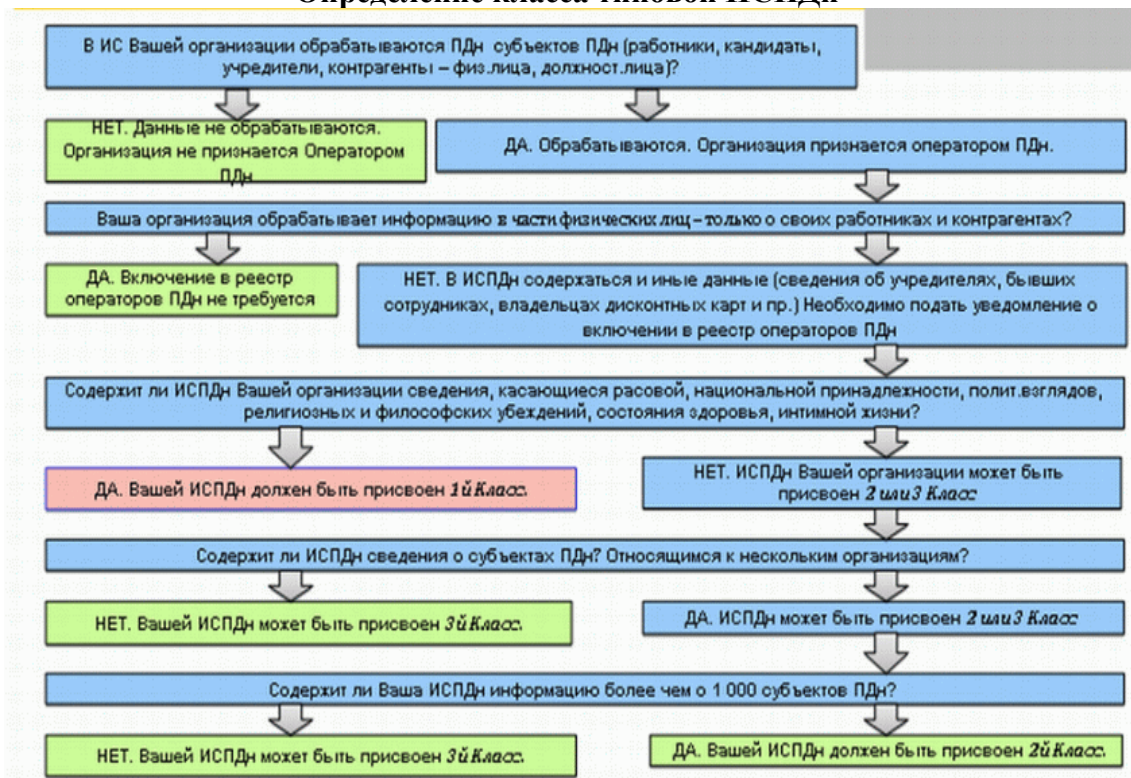 Определение класса типовой ИСПДн
В ИС Вашей организации обрабатываются ПДн субъектов ПДн (работники, кандидаты,
учредители, контрагенты – физ.лица, должност.лица)?
НЕТ. Данные не обрабатываются.
Организация не признается Оператором
ПДн
ДА. Обрабатываются. Организация признается оператором ПДн.
Ваша организация обрабатывает информацию в части физических лиц – только о своих работниках и контрагентах?
ДА. Включение в реестр
операторов ПДн не требуется
НЕТ. В ИСПДн содержаться и иные данные (сведения об учредителях, бывших
сотрудниках, владельцах дисконтных карт и пр.) Необходимо подать уведомление о
включении в реестр операторов ПДн
Содержит ли ИСПДн Вашей организации сведения, касающиеся расовой, национальной принадлежности, полит.взглядов,
религиозных и философских убеждений, состояния здоровья, интимной жизни?
ДА. Вашей ИСПДн должен быть присвоен 1й Класс.
НЕТ. ИСПДн Вашей организации может быть
присвоен 2 или 3 Класс
Содержит ли ИСПДн сведения о субъектах ПДн? Относящимся к нескольким организациям?
НЕТ. Вашей ИСПДн может быть присвоен 3й Класс.
ДА. ИСПДн может быть присвоен 2 или 3 Класс
Содержит ли Ваша ИСПДн информацию более чем о 1 000 субъектов ПДн?
НЕТ. Вашей ИСПДн может быть присвоен 3й Класс.
ДА. Вашей ИСПДн должен быть присвоен 2й Класс.